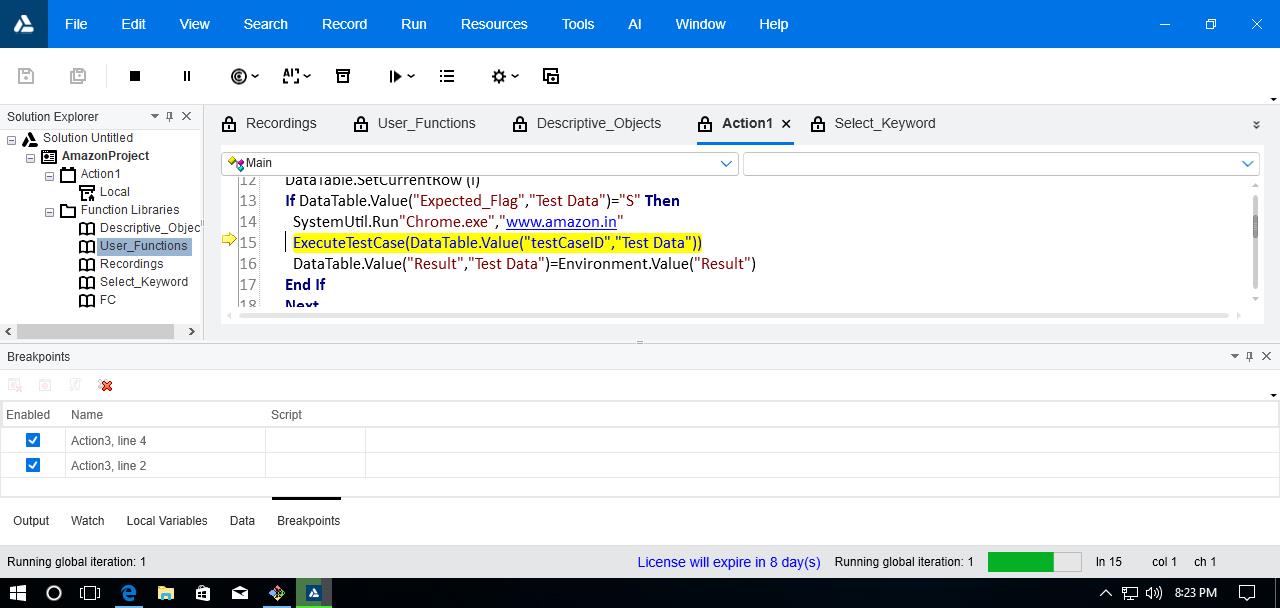 File Edit View Search Record Run Resources Tools AI Window Help
Solution Explorer
Solution Untitled
AmazonProject
Action1
Local
Function Libraries
Descriptive_Objec
User_Functions
Recordings
Select_Keyword
FC
Recordings User_Functions Descriptive_Objects Action1 Select_Keyword
Main
12 DataTable.SetCurrentRow (i)
13 If DataTable.Value("Expected_Flag","Test Data")="S" Then
14 SystemUtil.Run"Chrome.exe","www.amazon.in"
15 ExecuteTestCase(DataTable.Value("testCaseID","Test Data"))
16 DataTable.Value("Result","Test Data")=Environment.Value("Result")
17 End If
18 Next
Breakpoints
Enabled Name Script
Action3, line 4
Action3, line 2
Output Watch Local Variables Data Breakpoints
Running global iteration: 1 License will expire in 8 day(s) Running global iteration: 1 ln 15 col 1 ch 1
8:23 PM